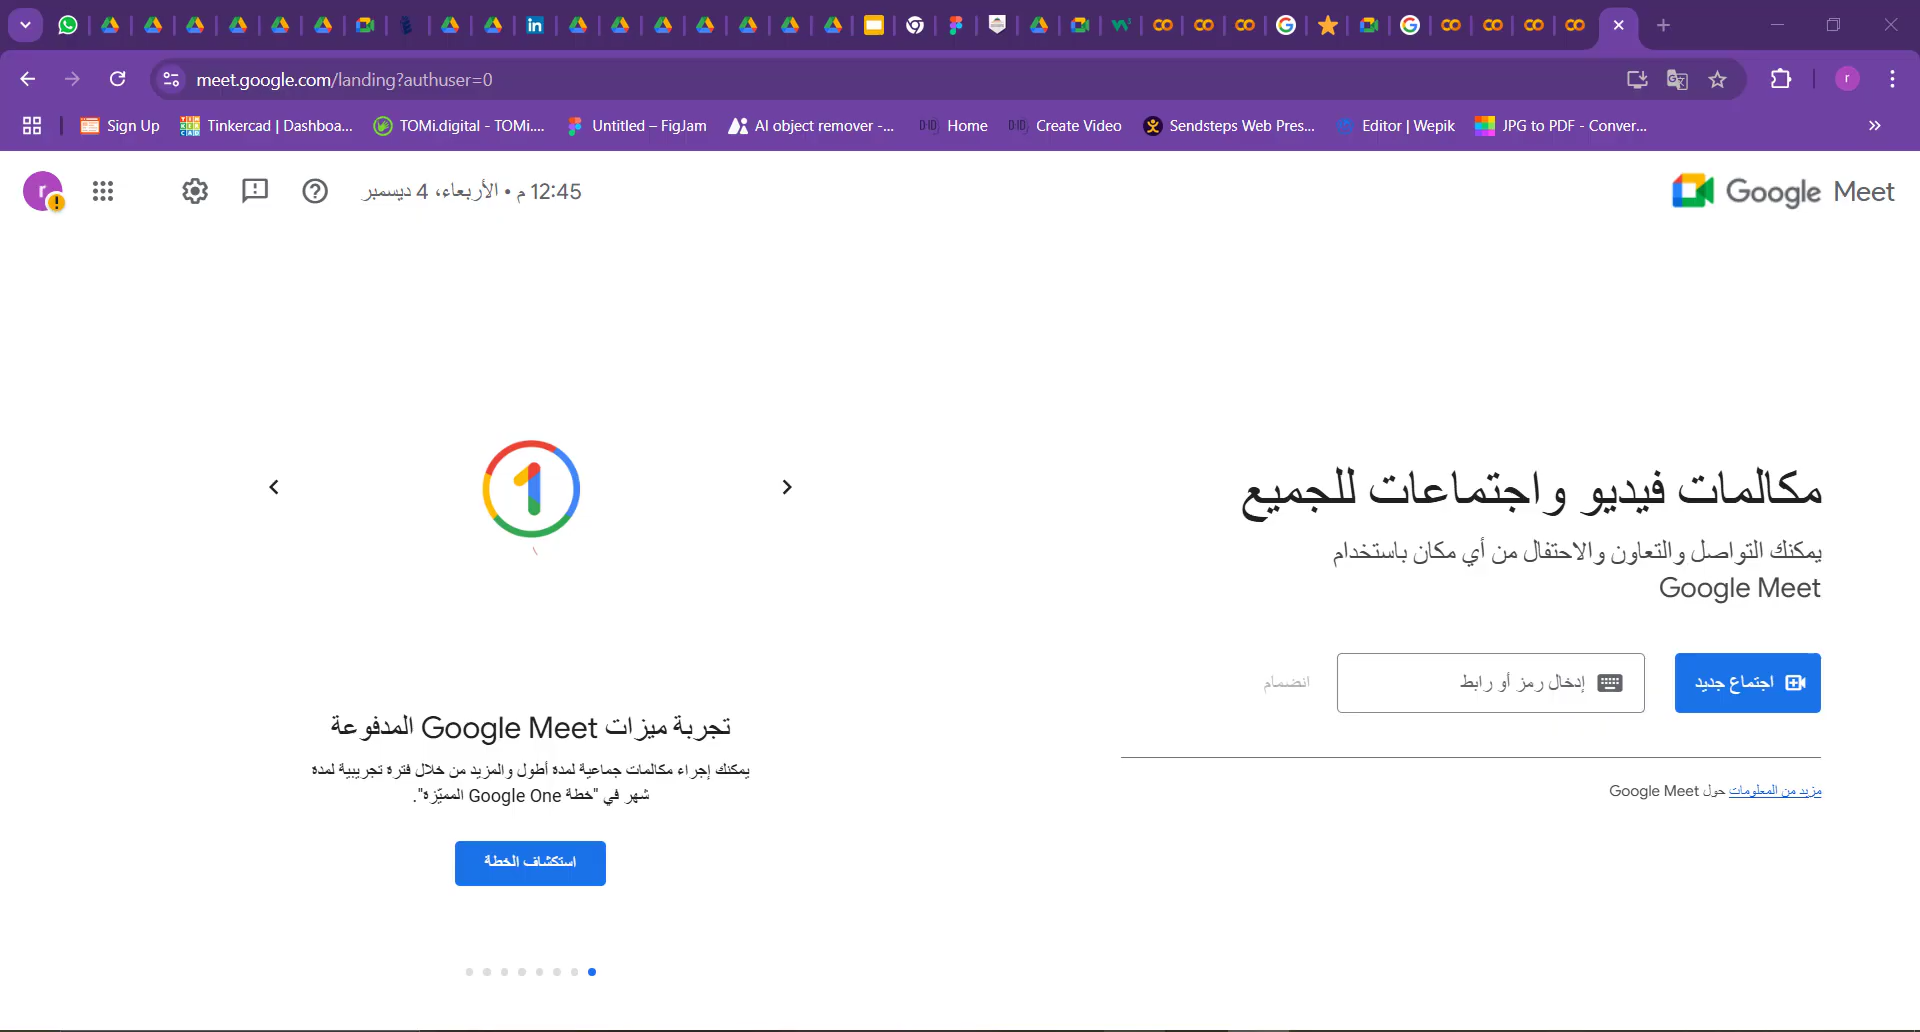 meet.google.com/landing?authuser=0
Sign Up
Tinkercad | Dashboa...
TOMi.digital - TOMi....
Untitled – FigJam
AI object remover -...
Home
Create Video
Sendsteps Web Pres...
Editor | Wepik
JPG to PDF - Conver...
Google Meet
12:45 م • الأربعاء، 4 ديسمبر
r
مكالمات فيديو واجتماعات للجميع
يمكنك التواصل والتعاون والاحتفال من أي مكان باستخدام
Google Meet
اجتماع جديد
إدخال رمز أو رابط
انضمام
مزيد من المعلومات حول Google Meet
تجربة ميزات Google Meet المدفوعة
يمكنك إجراء مكالمات جماعية لمدة أطول والمزيد من خلال فترة تجريبية لمدة
شهر في "خطة Google One المميّزة".
استكشاف الخطة